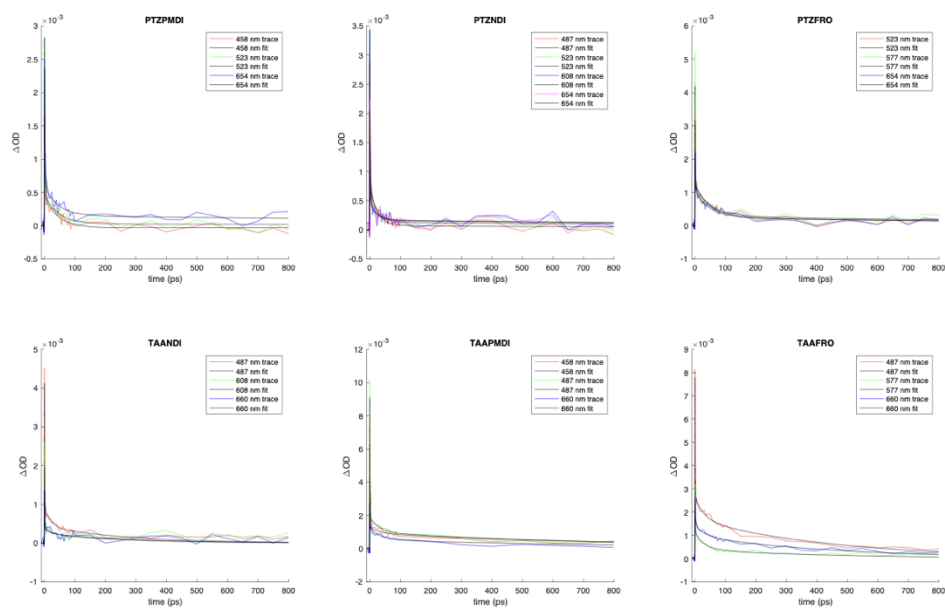 PTZPMDI
×10⁻³
3
2.5
2
1.5
1
0.5
0
-0.5
△ OD
0 100 200 300 400 500 600 700 800
time (ps)
458 nm trace
458 nm fit
523 nm trace
523 nm fit
654 nm trace
654 nm fit
PTZNDI
×10⁻³
3.5
3
2.5
2
1.5
1
0.5
0
-0.5
△ OD
0 100 200 300 400 500 600 700 800
time (ps)
487 nm trace
487 nm fit
523 nm trace
523 nm fit
608 nm trace
608 nm fit
654 nm trace
654 nm fit
PTZFRO
×10⁻³
6
5
4
3
2
1
0
-1
△ OD
0 100 200 300 400 500 600 700 800
time (ps)
523 nm trace
523 nm fit
577 nm trace
577 nm fit
654 nm trace
654 nm fit
TAANDI
×10⁻³
5
4
3
2
1
0
-1
△ OD
0 100 200 300 400 500 600 700 800
time (ps)
487 nm trace
487 nm fit
608 nm trace
608 nm fit
660 nm trace
660 nm fit
TAAPMDI
×10⁻³
12
10
8
6
4
2
0
-2
△ OD
0 100 200 300 400 500 600 700 800
time (ps)
458 nm trace
458 nm fit
487 nm trace
487 nm fit
660 nm trace
660 nm fit
TAAFRO
×10⁻³
9
8
7
6
5
4
3
2
1
0
-1
△ OD
0 100 200 300 400 500 600 700 800
time (ps)
487 nm trace
487 nm fit
577 nm trace
577 nm fit
660 nm trace
660 nm fit